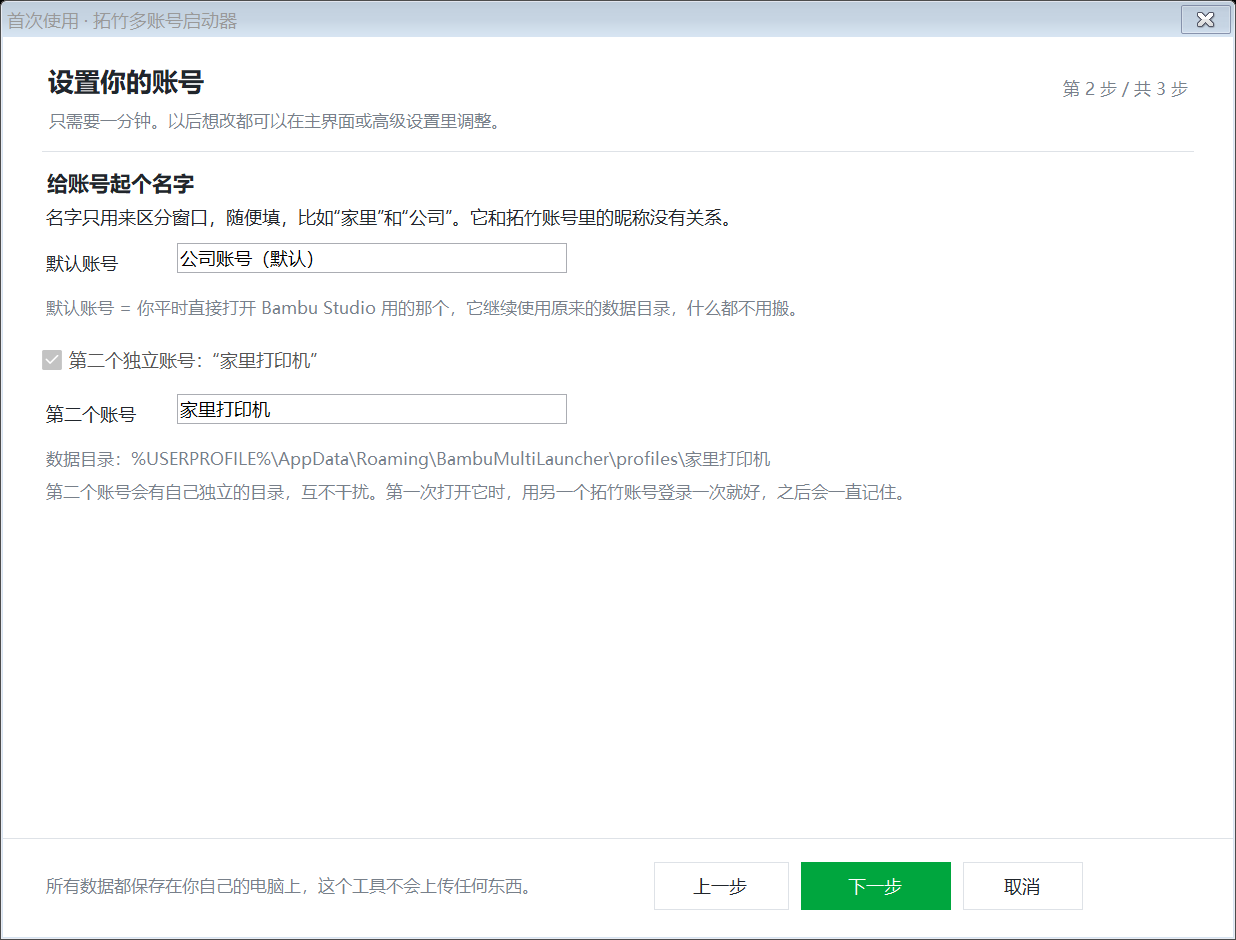 首次使用 · 拓竹多账号启动器
设置你的账号
第 2 步 / 共 3 步
只需要一分钟。以后想改都可以在主界面或高级设置里调整。
给账号起个名字
名字只用来区分窗口，随便填，比如“家里”和“公司”。它和拓竹账号里的昵称没有关系。
默认账号
公司账号（默认）
默认账号 = 你平时直接打开 Bambu Studio 用的那个，它继续使用原来的数据目录，什么都不用搬。
第二个独立账号：“家里打印机”
第二个账号
家里打印机
数据目录：%USERPROFILE%\AppData\Roaming\BambuMultiLauncher\profiles\家里打印机
第二个账号会有自己独立的目录，互不干扰。第一次打开它时，用另一个拓竹账号登录一次就好，之后会一直记住。
所有数据都保存在你自己的电脑上，这个工具不会上传任何东西。
上一步
下一步
取消